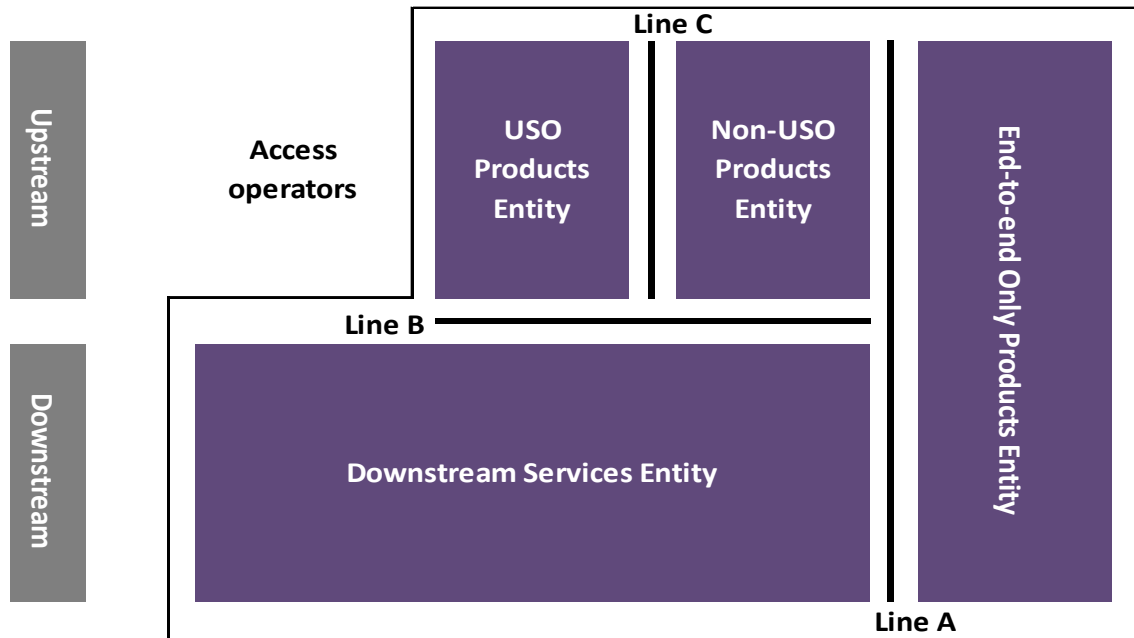 Line C
Upstream
Access
operators
USO
Products
Entity
Non-USO
Products
Entity
End-to-end Only Products Entity
Line B
Downstream
Downstream Services Entity
Line A